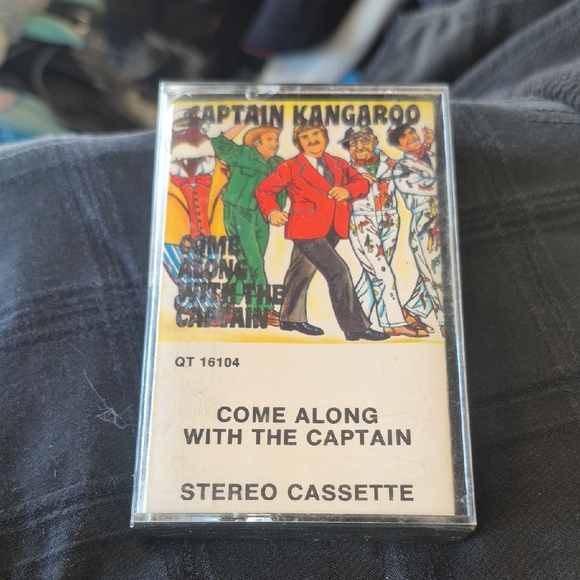 CAPTAIN KANGAROO
COME
ALONG
WITH THE
CAPTAIN
QT 16104
COME ALONG
WITH THE CAPTAIN
STEREO CASSETTE